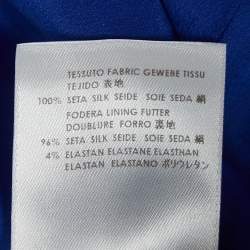 TESSUTO FABRIC GEWEBE TISSU
TEJIDO 表地
100% SETA SILK SEIDE SOIE SEDA 絹
FODERA LINING FUTTER
DOUBLURE FORRO 裏地
96% SETA SILK SEIDE SOIE SEDA 絹
4% ELASTAN ELASTANE ELASTHAN
ELASTAN ELASTANO ポリウレタン